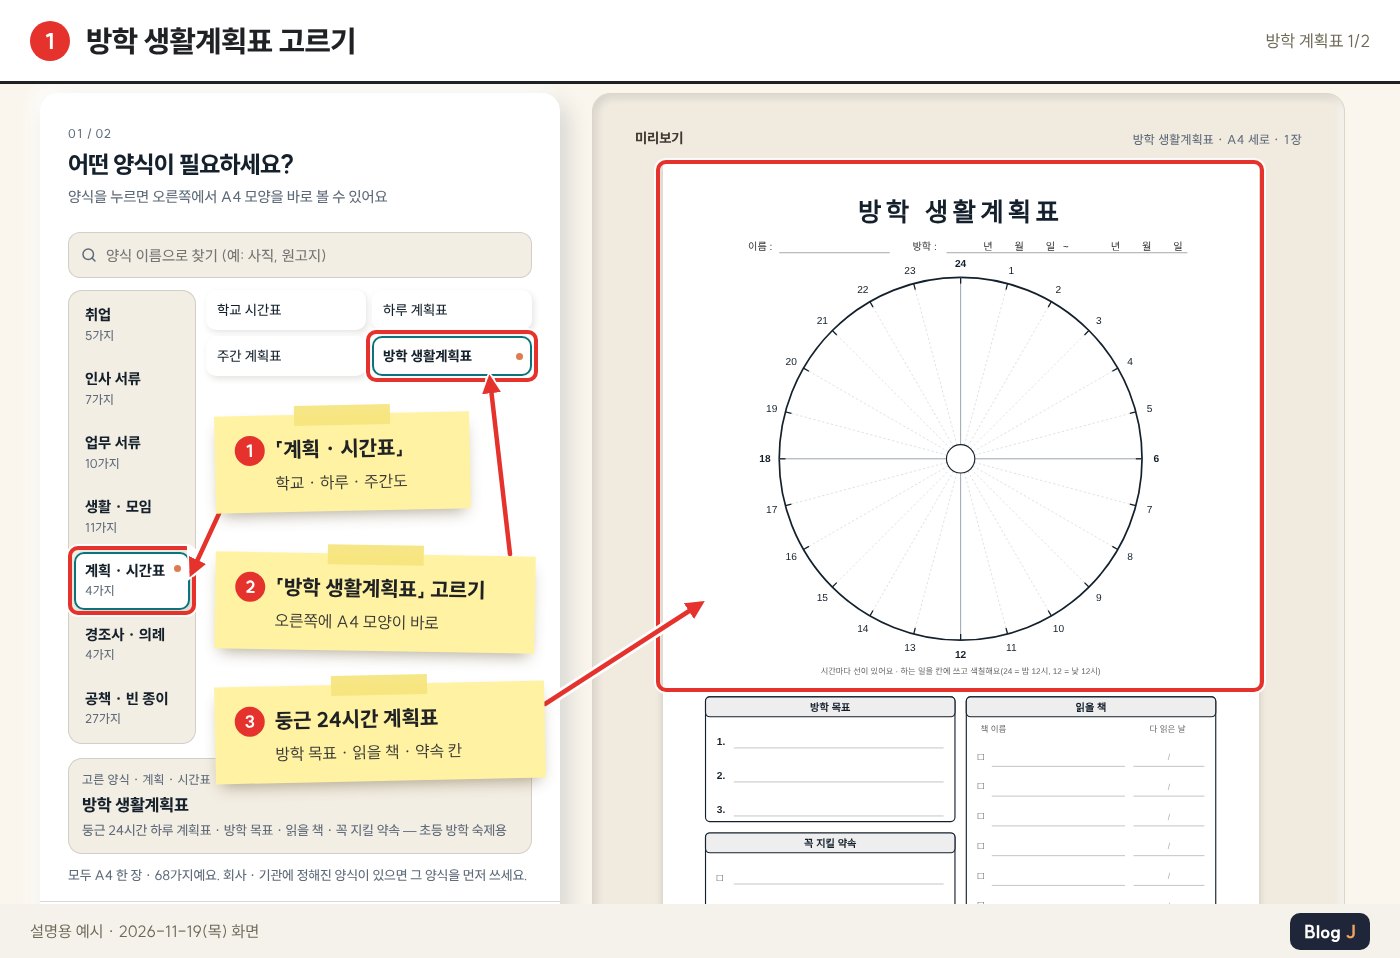 1 방학 생활계획표 고르기
방학 계획표 1/2
01 / 02
어떤 양식이 필요하세요?
양식을 누르면 오른쪽에서 A4 모양을 바로 볼 수 있어요
양식 이름으로 찾기 (예: 사직, 원고지)
취업
5가지
인사 서류
7가지
업무 서류
10가지
생활 · 모임
11가지
계획 · 시간표
4가지
경조사 · 의례
4가지
공책 · 빈 종이
27가지
학교 시간표
하루 계획표
주간 계획표
방학 생활계획표
1 「계획 · 시간표」
학교 · 하루 · 주간도
2 「방학 생활계획표」 고르기
오른쪽에 A4 모양이 바로
3 둥근 24시간 계획표
방학 목표 · 읽을 책 · 약속 칸
고른 양식 · 계획 · 시간표
방학 생활계획표
둥근 24시간 하루 계획표 · 방학 목표 · 읽을 책 · 꼭 지킬 약속 — 초등 방학 숙제용
모두 A4 한 장 · 68가지예요. 회사 · 기관에 정해진 양식이 있으면 그 양식을 먼저 쓰세요.
미리보기
방학 생활계획표 · A4 세로 · 1장
방학 생활계획표
이름 :
방학 : 년 월 일 ~ 년 월 일
24
1
2
3
4
5
6
7
8
9
10
11
12
13
14
15
16
17
18
19
20
21
22
23
시간마다 선이 있어요 · 하는 일을 칸에 쓰고 색칠해요(24 = 밤 12시, 12 = 낮 12시)
방학 목표
1.
2.
3.
꼭 지킬 약속
읽을 책
책 이름 다 읽은 날
/
/
/
/
/
설명용 예시 · 2026-11-19(목) 화면
Blog J